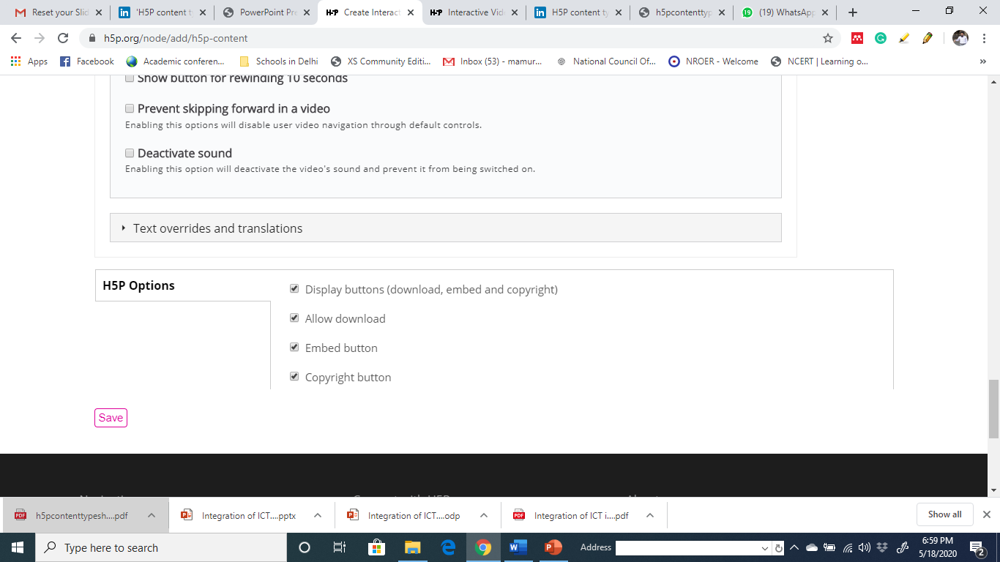 Reset your Slid
'H5P content t
PowerPoint Pre
H5P Create Interact
H5P Interactive Vid
H5P content ty
h5pcontenttyp
19 (19) WhatsApp
h5p.org/node/add/h5p-content
Apps
Facebook
Academic conferen...
Schools in Delhi
XS Community Editi...
Inbox (53) - mamur...
National Council Of...
NROER - Welcome
NCERT | Learning o...
Show button for rewinding 10 seconds
Prevent skipping forward in a video
Enabling this options will disable user video navigation through default controls.
Deactivate sound
Enabling this option will deactivate the video's sound and prevent it from being switched on.
Text overrides and translations
H5P Options
Display buttons (download, embed and copyright)
Allow download
Embed button
Copyright button
Save
h5pcontenttypesh....pdf
Integration of ICT....pptx
Integration of ICT....odp
Integration of ICT i....pdf
Show all
Type here to search
Address
6:59 PM
5/18/2020
2